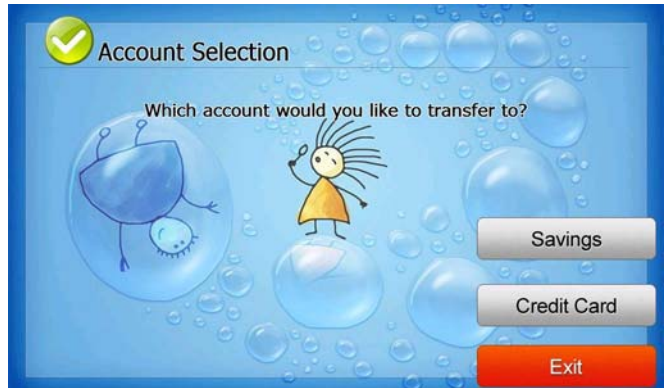 Account Selection
Which account would you like to transfer to?
Savings
Credit Card
Exit